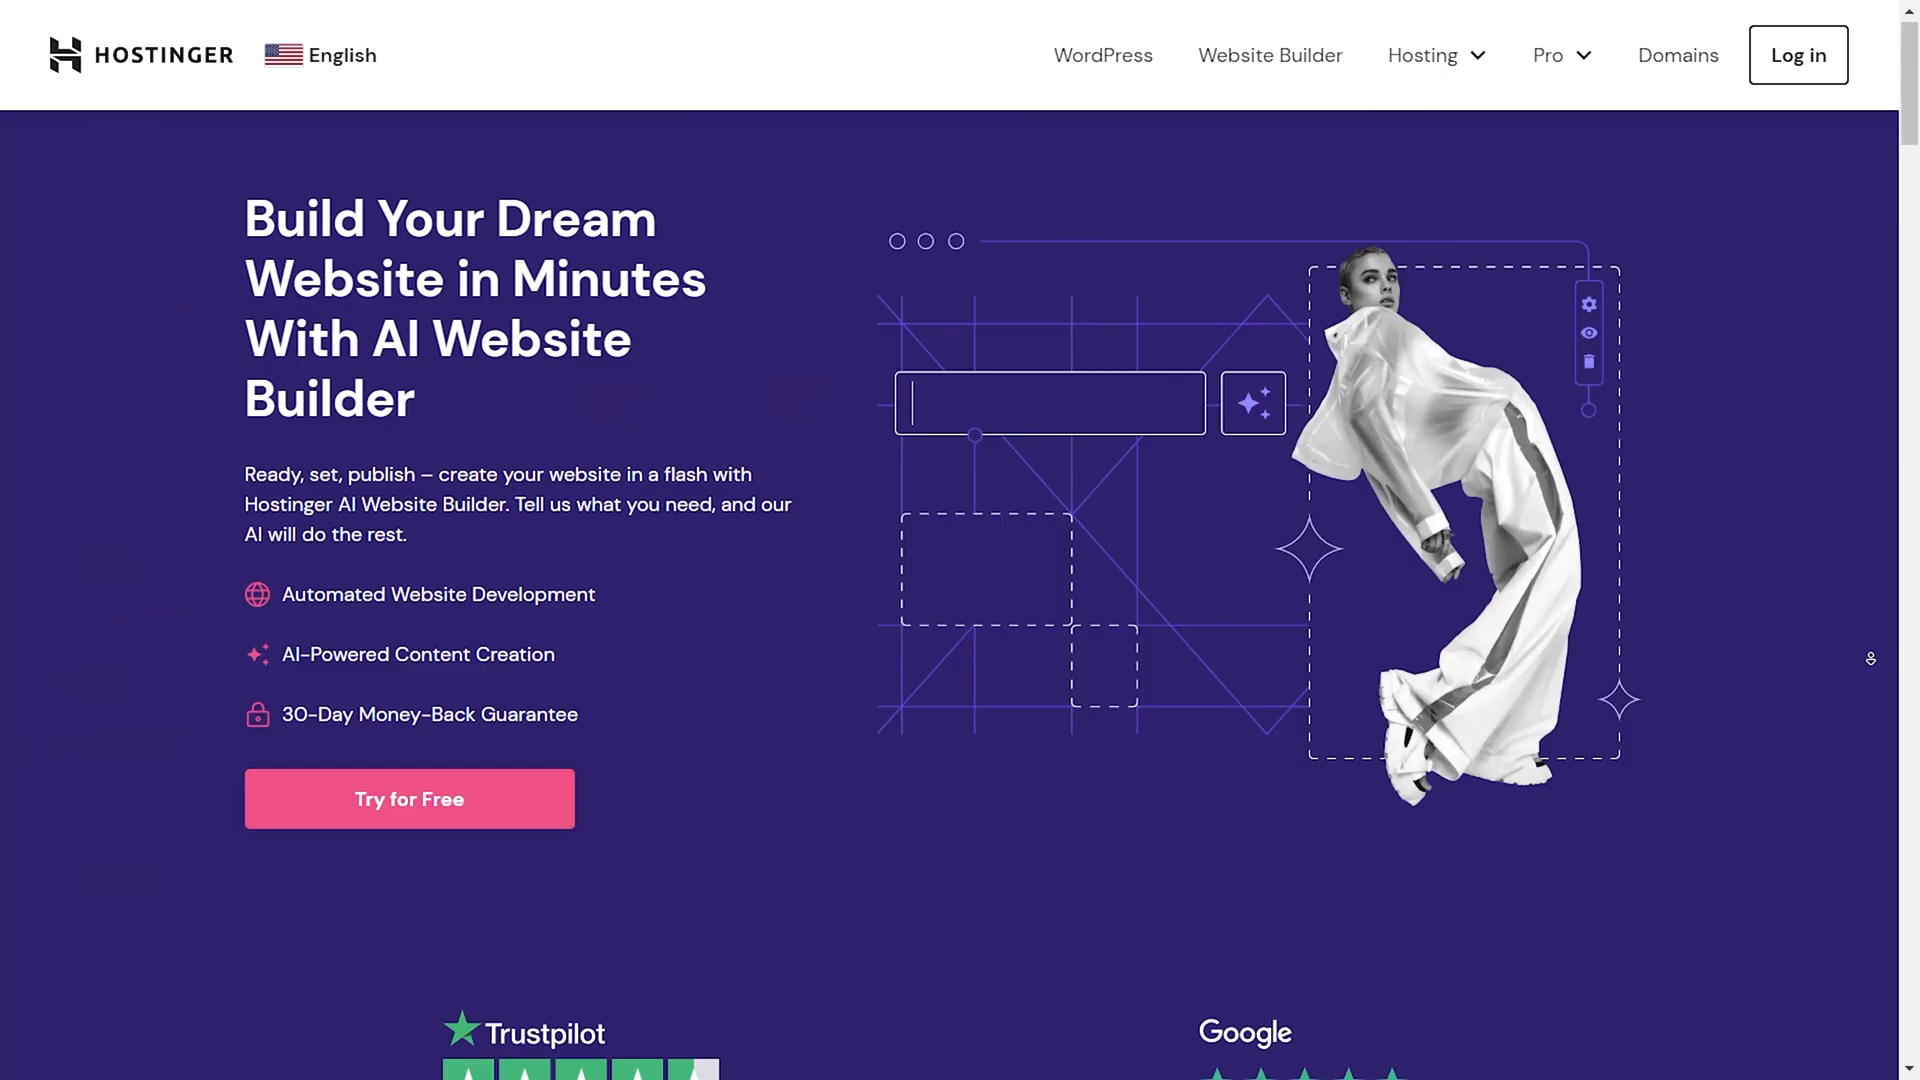 HOSTINGER
English
WordPress
Website Builder
Hosting
Pro
Domains
Log in
Build Your Dream
Website in Minutes
With AI Website
Builder
Ready, set, publish – create your website in a flash with
Hostinger AI Website Builder. Tell us what you need, and our
AI will do the rest.
Automated Website Development
AI-Powered Content Creation
30-Day Money-Back Guarantee
Try for Free
Trustpilot
Google